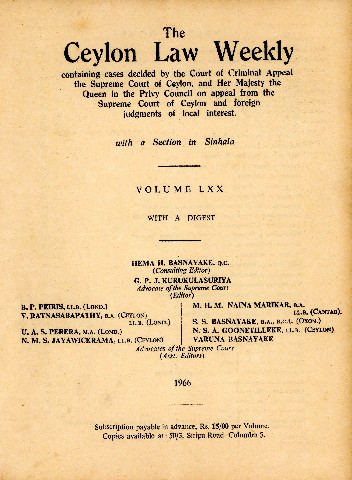 The
Ceylon Law Weekly
containing cases decided by the Court of Criminal Appeal
the Supreme Court of Ceylon, and Her Majesty the
Queen in the Privy Council on appeal from the
Supreme Court of Ceylon and foreign
judgments of local interest.
with a Section in Sinhala
VOLUME LXX
WITH A DIGEST
HEMA H. BASNAYAKE, Q.C.
(Consulting Editor)
G. P. J. KURUKULASURIYA
Advocate of the Supreme Court
(Editor)
B. P. PEIRIS, LL.B. (LOND.)
V. RATNASABAPATHY, B.A. (CEYLON)
LL.B. (LOND.)
U. A. S. PERERA, M.A. (LOND.)
N. M. S. JAYAWICKRAMA, LL.B. (CEYLON)
M. H. M. NAINA MARIKAR, B.A.
LL.B. (CANTAB.)
S. S. BASNAYAKE, B.A., B.C.L. (OXON.)
N. S. A. GOONETILLEKE, LL.B. (CEYLON)
VARUNA BASNAYAKE
Advocates of the Supreme Court
(Asst. Editors)
1966
Subscription payable in advance, Rs. 15/00 per Volume.
Copies available at : 50/3, Siripa Road, Colombo 5.